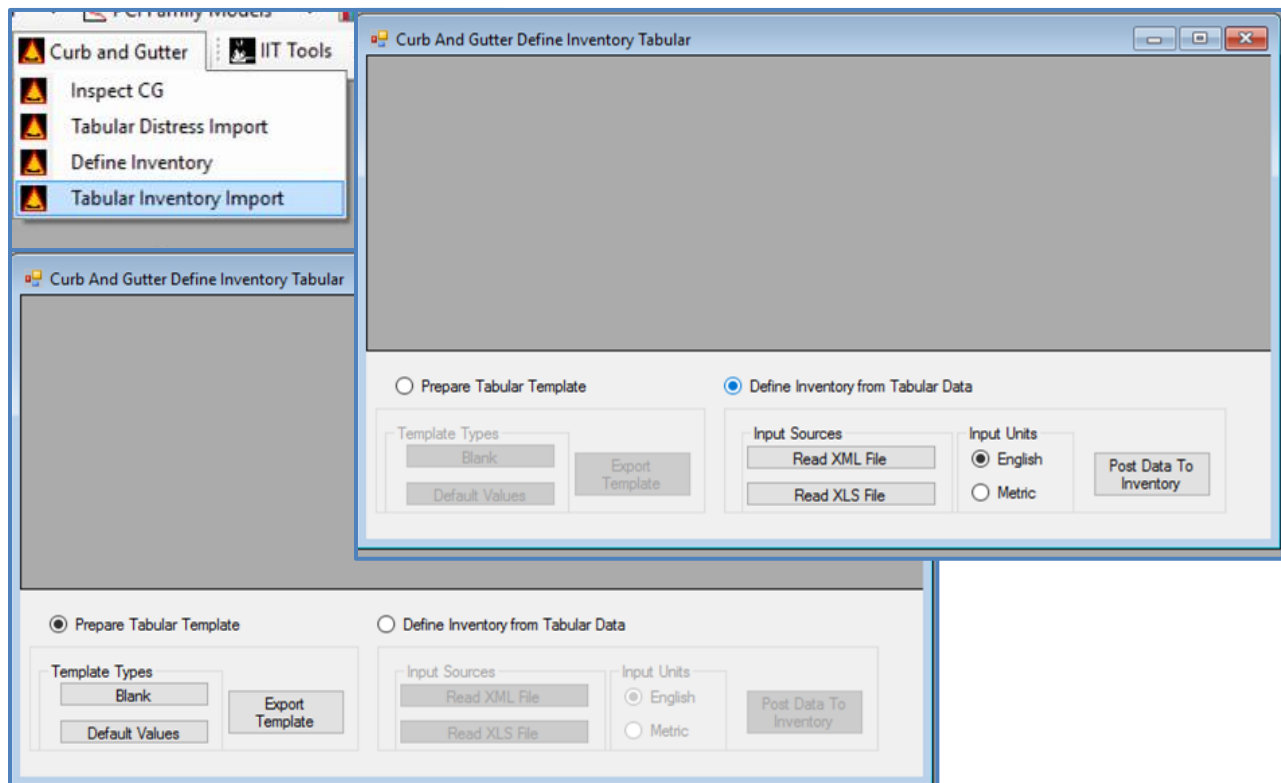 PCI Family Models
Curb and Gutter
IIT Tools
Inspect CG
Tabular Distress Import
Define Inventory
Tabular Inventory Import
Curb And Gutter Define Inventory Tabular
Prepare Tabular Template
Define Inventory from Tabular Data
Template Types
Blank
Default Values
Export
Template
Input Sources
Read XML File
Read XLS File
Input Units
English
Metric
Post Data To
Inventory
Curb And Gutter Define Inventory Tabular
Prepare Tabular Template
Define Inventory from Tabular Data
Template Types
Blank
Default Values
Export
Template
Input Sources
Read XML File
Read XLS File
Input Units
English
Metric
Post Data To
Inventory